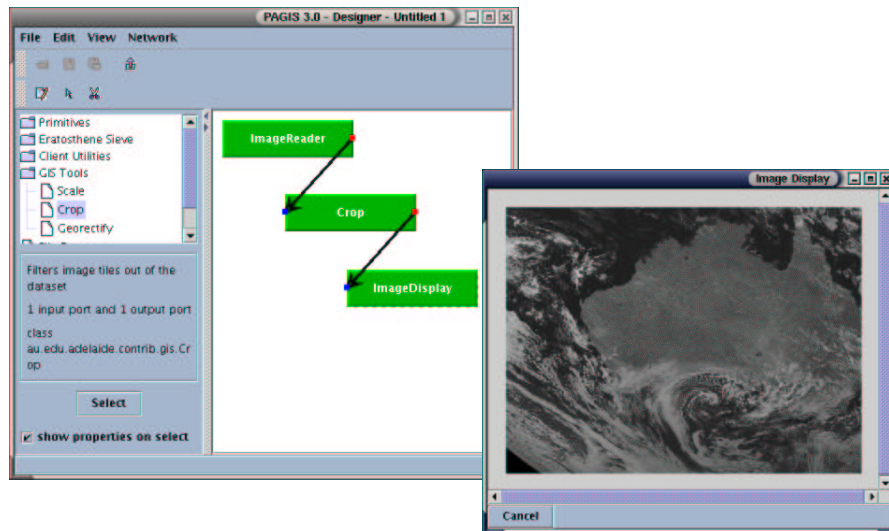 PAGIS 3.0 - Designer - Untitled 1
File Edit View Network
Primitives
Eratosthene Sieve
Client Utilities
GIS Tools
Scale
Crop
Georectify
Filters image tiles out of the
dataset
1 input port and 1 output port
class
au.edu.adelaide.contrib.gis.Cr
op
Select
show properties on select
ImageReader
Crop
ImageDisplay
Image Display
Cancel